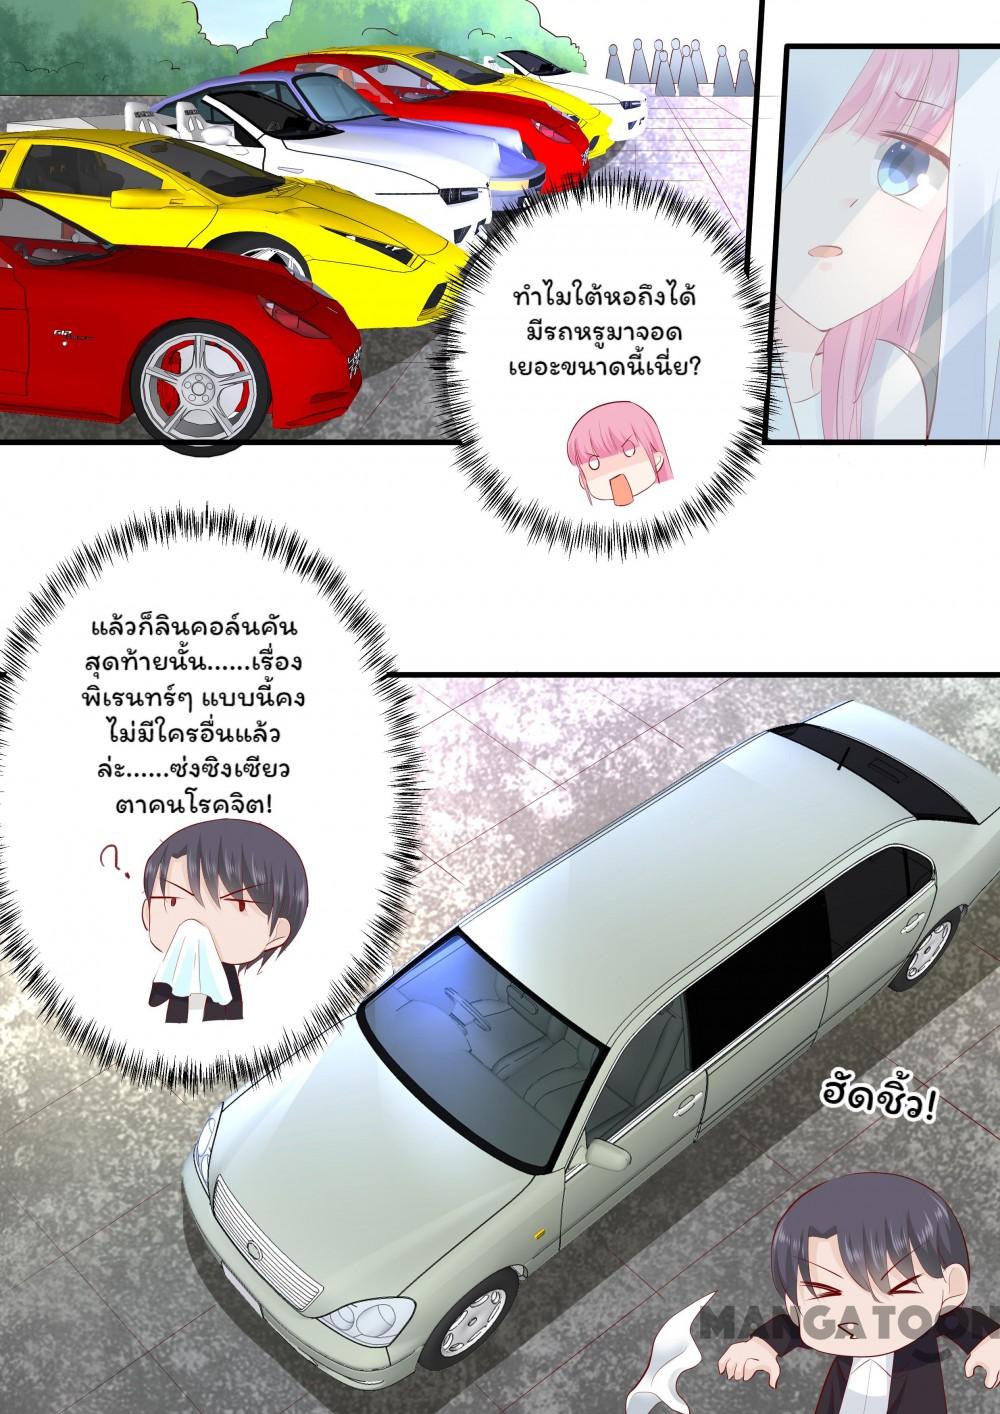 ทำไมใต้หอถึงได้
มีรถหรูมาจอด
เยอะขนาดนี้เนี่ย?
แล้วก็ลินคอล์นคัน
สุดท้ายนั้น......เรื่อง
พิเรนทร์ๆ แบบนี้คง
ไม่มีใครอื่นแล้ว
ล่ะ......ซ่งซิงเซียว
ตาคนโรคจิต!
?
ฮัดชิ้ว!
MANGATOON